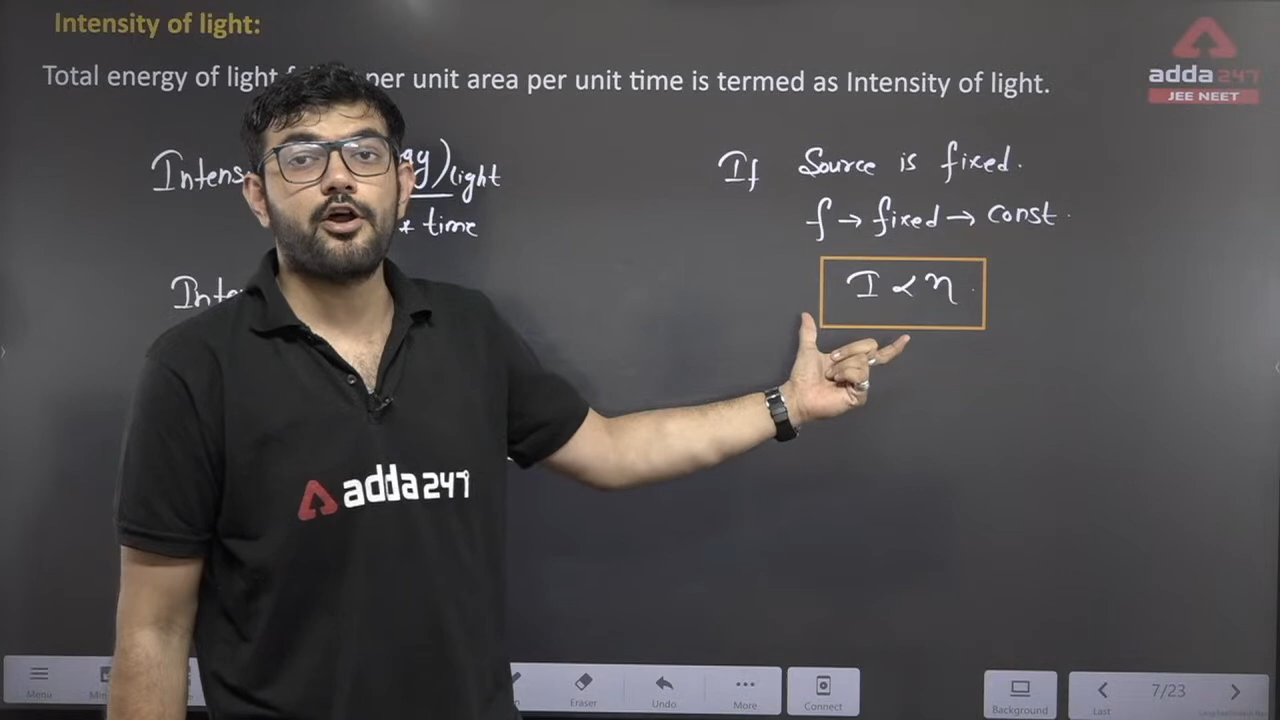 Intensity of light:
Total energy of light per unit area per unit time is termed as Intensity of light.
adda247
JEE NEET
light
* time
If Source is fixed.
f → fixed → const.
I ∝ n
adda247
Menu
Eraser
Undo
More
Connect
Background
Last
7/23